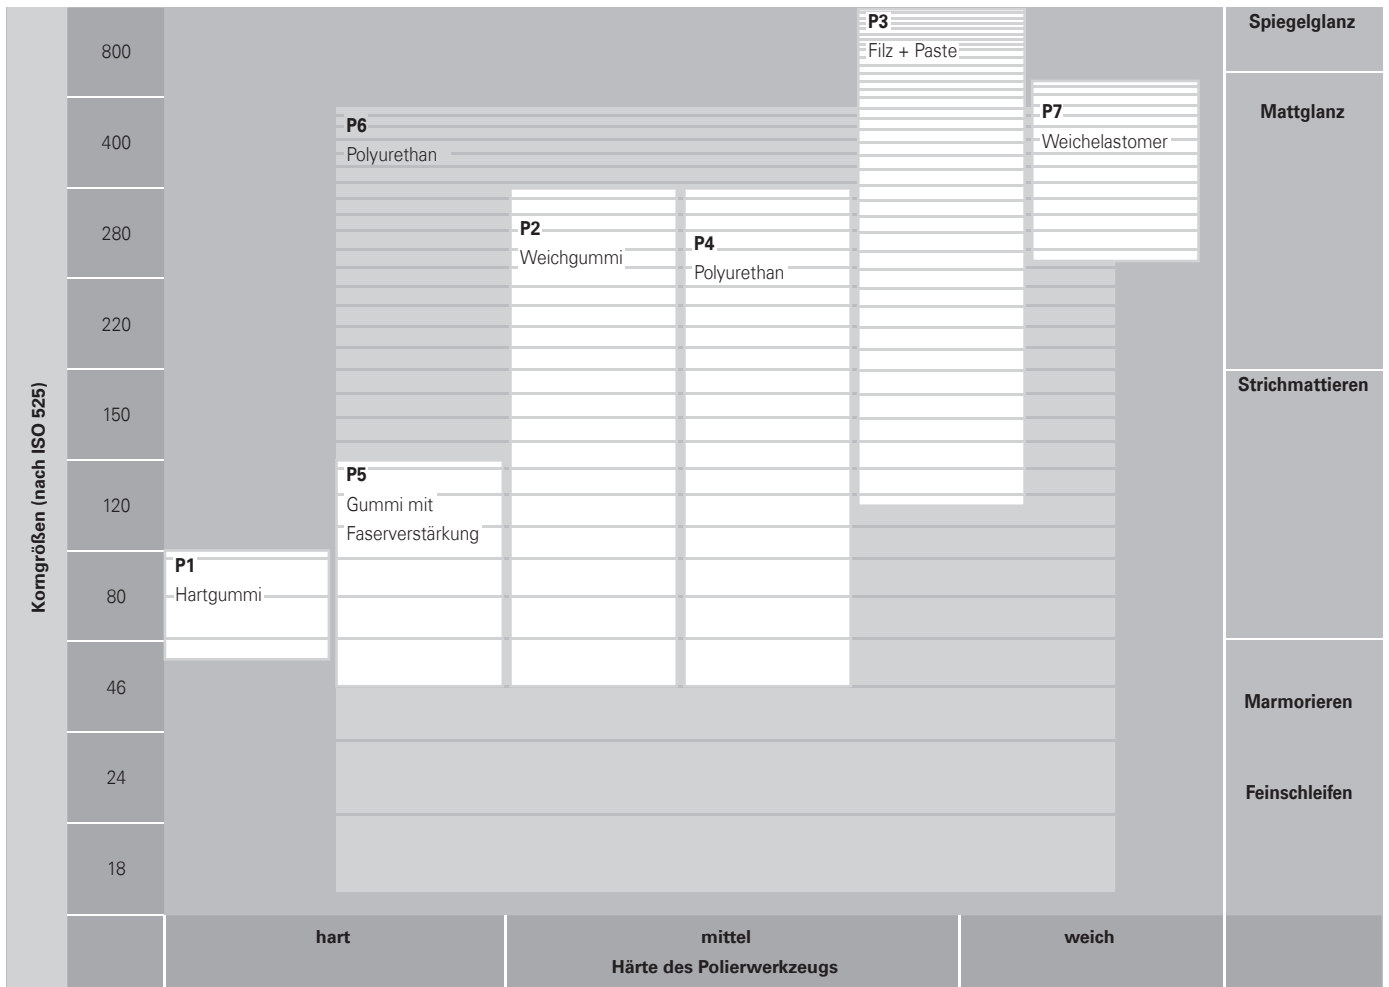 Korngrößen (nach ISO 525)
800
400
280
220
150
120
80
46
24
18
P3
Filz + Paste
P6
Polyurethan
P7
Weichelastomer
P2
Weichgummi
P4
Polyurethan
P5
Gummi mit
Faserverstärkung
P1
Hartgummi
Spiegelglanz
Mattglanz
Strichmattieren
Marmorieren
Feinschleifen
hart
mittel
weich
Härte des Polierwerkzeugs